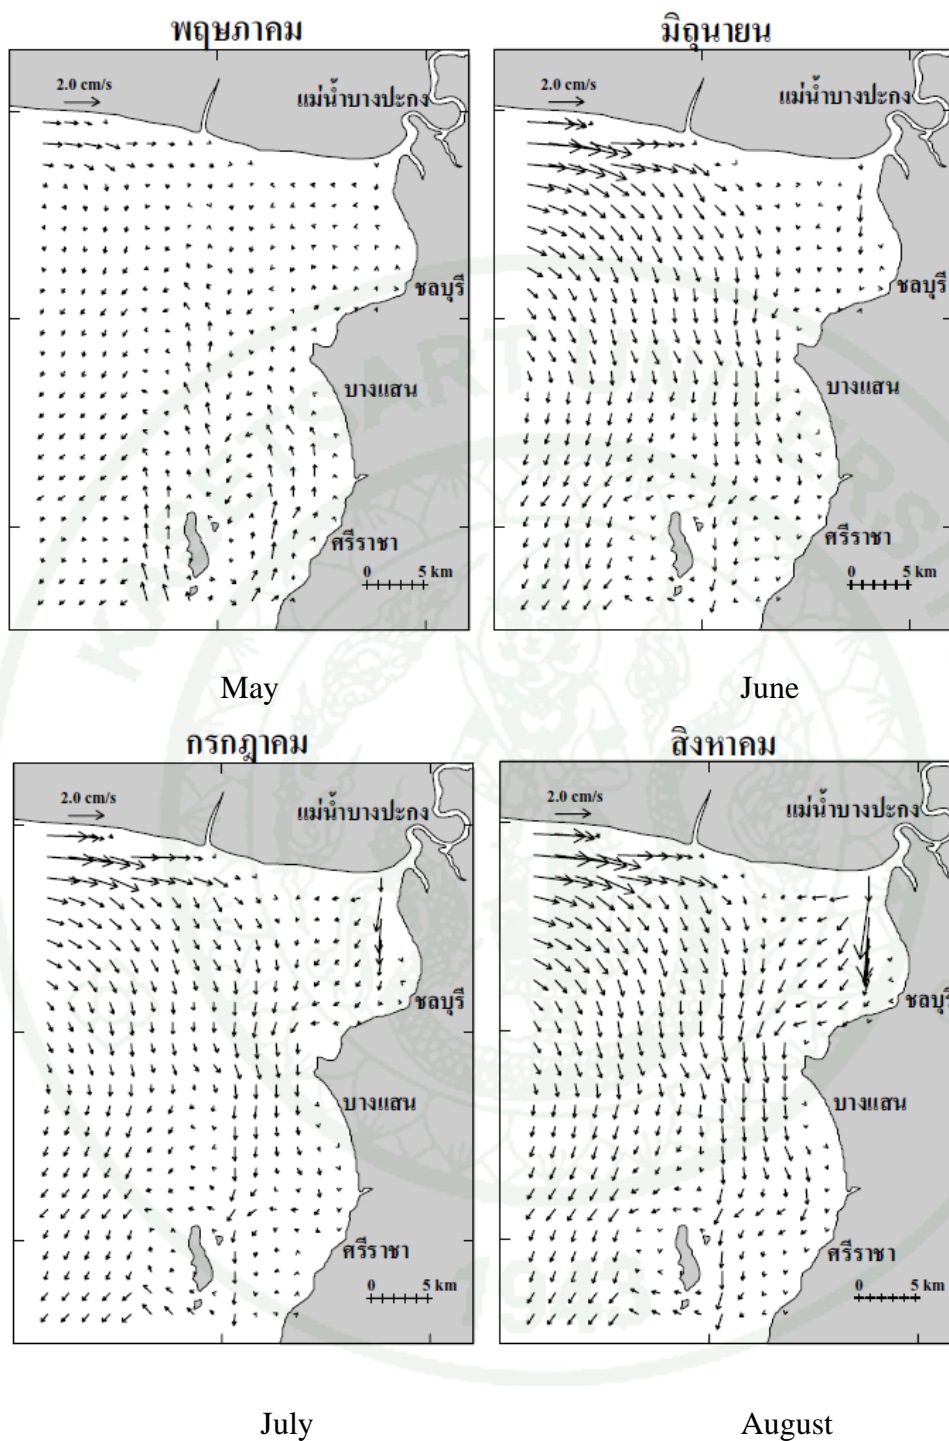 พฤษภาคม
2.0 cm/s
แม่น้ำบางปะกง
ชลบุรี
บางแสน
ศรีราชา
0 5 km
May
มิถุนายน
2.0 cm/s
แม่น้ำบางปะกง
ชลบุรี
บางแสน
ศรีราชา
0 5 km
June
กรกฎาคม
2.0 cm/s
แม่น้ำบางปะกง
ชลบุรี
บางแสน
ศรีราชา
0 5 km
July
สิงหาคม
2.0 cm/s
แม่น้ำบางปะกง
ชลบุรี
บางแสน
ศรีราชา
0 5 km
August
KASETSART UNIVERSITY
1943